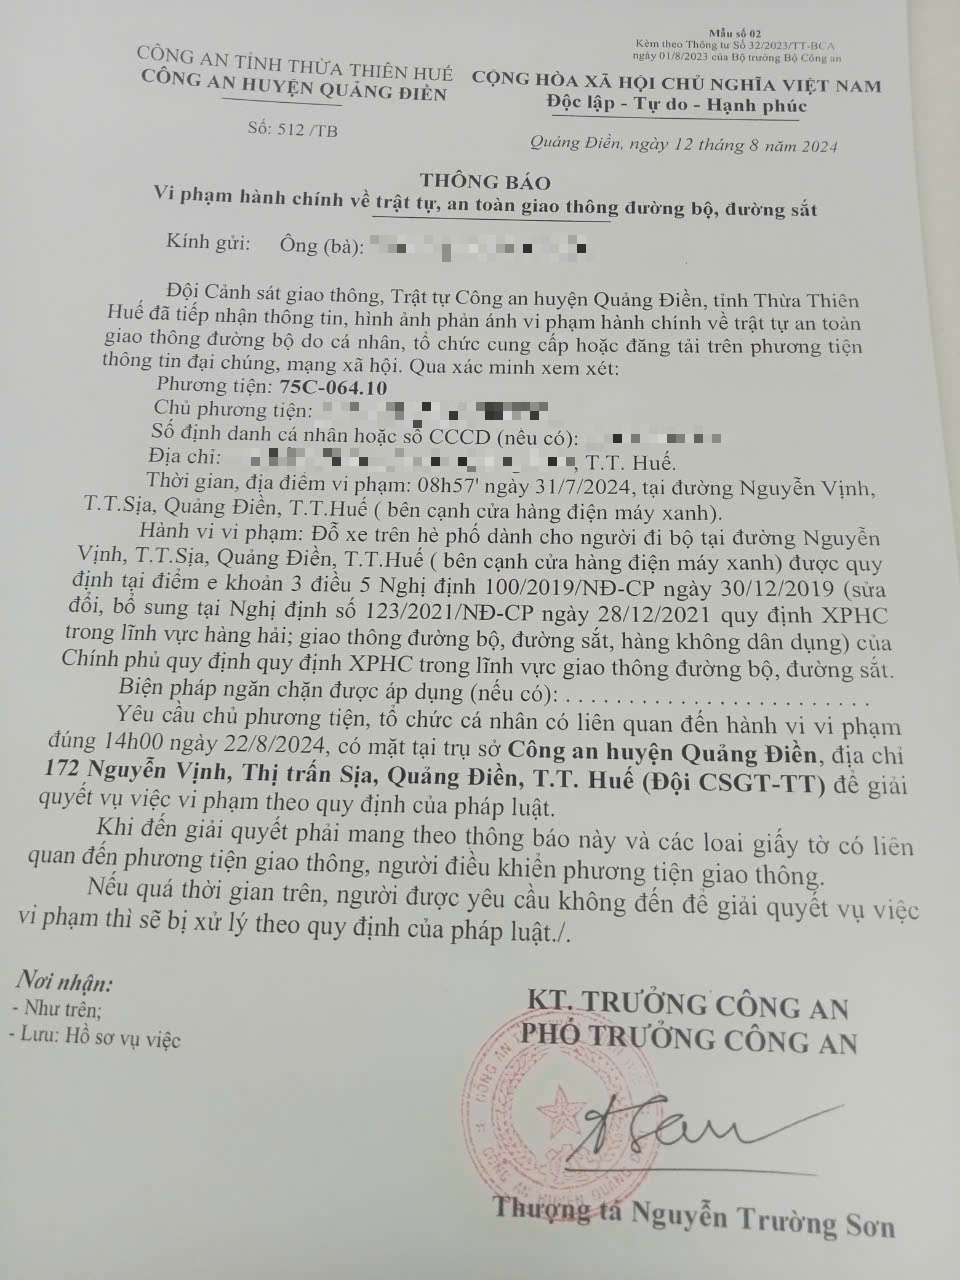 Mẫu số 02
Kèm theo Thông tư Số 32/2023/TT-BCA
ngày 01/8/2023 của Bộ trưởng Bộ Công an
CÔNG AN TỈNH THỪA THIÊN HUẾ
CÔNG AN HUYỆN QUẢNG ĐIỀN
Số: 512 /TB
CỘNG HÒA XÃ HỘI CHỦ NGHĨA VIỆT NAM
Độc lập - Tự do - Hạnh phúc
Quảng Điền, ngày 12 tháng 8 năm 2024
THÔNG BÁO
Vi phạm hành chính về trật tự, an toàn giao thông đường bộ, đường sắt
Kính gửi: Ông (bà):
Đội Cảnh sát giao thông, Trật tự Công an huyện Quảng Điền, tỉnh Thừa Thiên
Huế đã tiếp nhận thông tin, hình ảnh phản ánh vi phạm hành chính về trật tự an toàn
giao thông đường bộ do cá nhân, tổ chức cung cấp hoặc đăng tải trên phương tiện
thông tin đại chúng, mạng xã hội. Qua xác minh xem xét:
Phương tiện: 75C-064.10
Chủ phương tiện:
Số định danh cá nhân hoặc số CCCD (nếu có):
Địa chỉ: , T.T. Huế.
Thời gian, địa điểm vi phạm: 08h57' ngày 31/7/2024, tại đường Nguyễn Vịnh,
T.T.Sịa, Quảng Điền, T.T.Huế ( bên cạnh cửa hàng điện máy xanh).
Hành vi vi phạm: Đỗ xe trên hè phố dành cho người đi bộ tại đường Nguyễn
Vịnh, T.T.Sịa, Quảng Điền, T.T.Huế ( bên cạnh cửa hàng điện máy xanh) được quy
định tại điểm e khoản 3 điều 5 Nghị định 100/2019/NĐ-CP ngày 30/12/2019 (sửa
đổi, bổ sung tại Nghị định số 123/2021/NĐ-CP ngày 28/12/2021 quy định XPHC
trong lĩnh vực hàng hải; giao thông đường bộ, đường sắt, hàng không dân dụng) của
Chính phủ quy định quy định XPHC trong lĩnh vực giao thông đường bộ, đường sắt.
Biện pháp ngăn chặn được áp dụng (nếu có): . . . . . . . . . . . . . . . . . . . . . . . . .
Yêu cầu chủ phương tiện, tổ chức cá nhân có liên quan đến hành vi vi phạm
đúng 14h00 ngày 22/8/2024, có mặt tại trụ sở Công an huyện Quảng Điền, địa chỉ
172 Nguyễn Vịnh, Thị trấn Sịa, Quảng Điền, T.T. Huế (Đội CSGT-TT) để giải
quyết vụ việc vi phạm theo quy định của pháp luật.
Khi đến giải quyết phải mang theo thông báo này và các loai giấy tờ có liên
quan đến phương tiện giao thông, người điều khiển phương tiện giao thông.
Nếu quá thời gian trên, người được yêu cầu không đến để giải quyết vụ việc
vi phạm thì sẽ bị xử lý theo quy định của pháp luật./.
Nơi nhận:
- Như trên;
- Lưu: Hồ sơ vụ việc
KT. TRƯỞNG CÔNG AN
PHÓ TRƯỞNG CÔNG AN
Thượng tá Nguyễn Trường Sơn